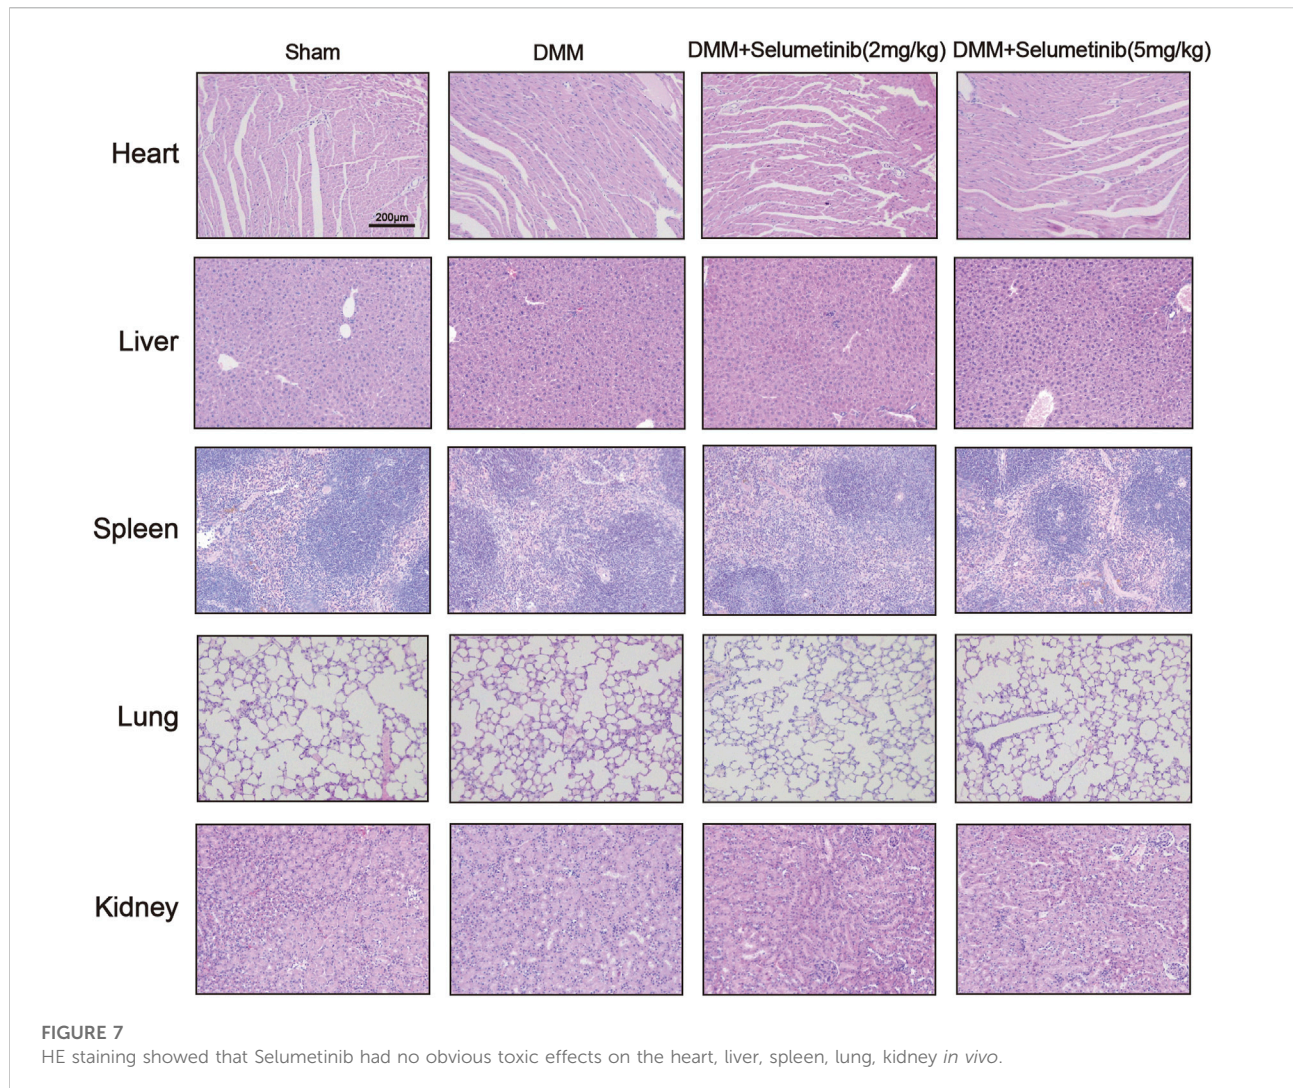 Sham
DMM
DMM+Selumetinib(2mg/kg)
DMM+Selumetinib(5mg/kg)
Heart
200μm
Liver
Spleen
Lung
Kidney
FIGURE 7
HE staining showed that Selumetinib had no obvious toxic effects on the heart, liver, spleen, lung, kidney in vivo.